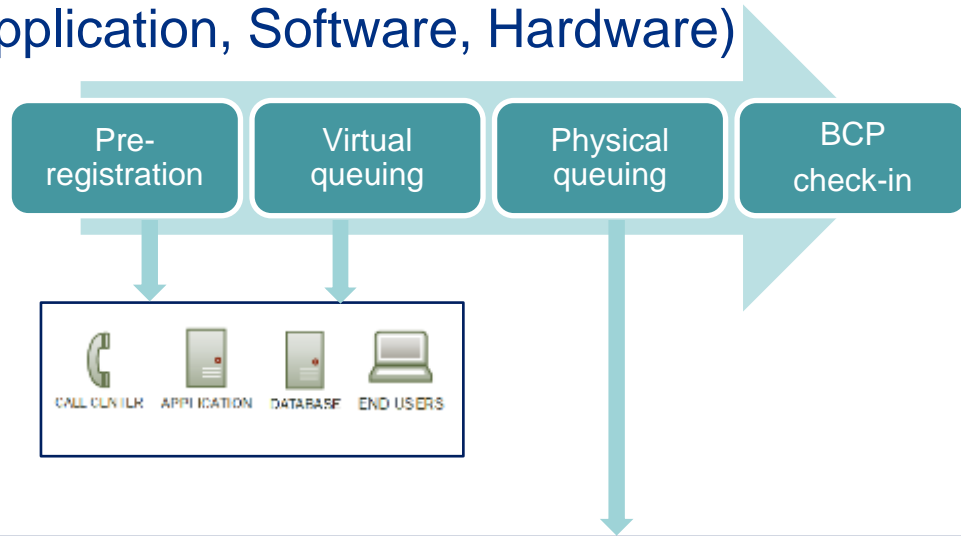 pplication, Software, Hardware)
Pre-
registration
Virtual
queuing
Physical
queuing
BCP
check-in
CALL CENTER APPLICATION DATABASE END USERS